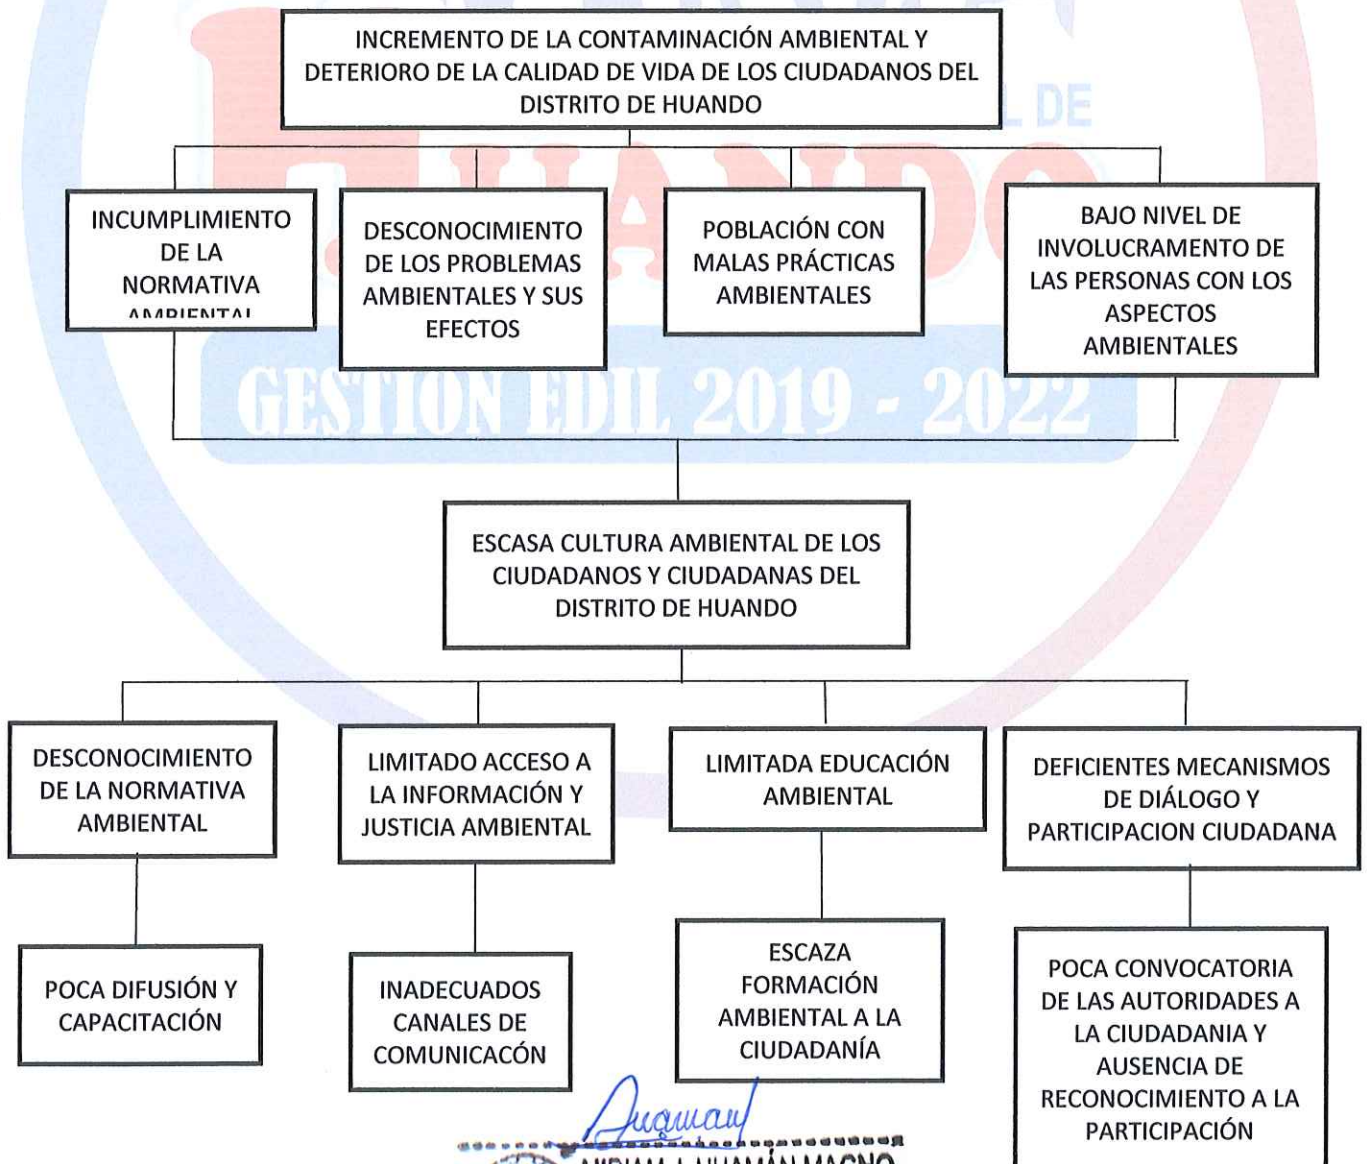 L DE
HUANDO
GESTION EDIL 2019 - 2022
INCREMENTO DE LA CONTAMINACIÓN AMBIENTAL Y
DETERIORO DE LA CALIDAD DE VIDA DE LOS CIUDADANOS DEL
DISTRITO DE HUANDO
INCUMPLIMIENTO
DE LA
NORMATIVA
AMBIENTAL
DESCONOCIMIENTO
DE LOS PROBLEMAS
AMBIENTALES Y SUS
EFECTOS
POBLACIÓN CON
MALAS PRÁCTICAS
AMBIENTALES
BAJO NIVEL DE
INVOLUCRAMENTO DE
LAS PERSONAS CON LOS
ASPECTOS
AMBIENTALES
ESCASA CULTURA AMBIENTAL DE LOS
CIUDADANOS Y CIUDADANAS DEL
DISTRITO DE HUANDO
DESCONOCIMIENTO
DE LA NORMATIVA
AMBIENTAL
LIMITADO ACCESO A
LA INFORMACIÓN Y
JUSTICIA AMBIENTAL
LIMITADA EDUCACIÓN
AMBIENTAL
DEFICIENTES MECANISMOS
DE DIÁLOGO Y
PARTICIPACION CIUDADANA
POCA DIFUSIÓN Y
CAPACITACIÓN
INADECUADOS
CANALES DE
COMUNICACÓN
ESCAZA
FORMACIÓN
AMBIENTAL A LA
CIUDADANÍA
POCA CONVOCATORIA
DE LAS AUTORIDADES A
LA CIUDADANIA Y
AUSENCIA DE
RECONOCIMIENTO A LA
PARTICIPACIÓN
HUAMÁN MAGNO